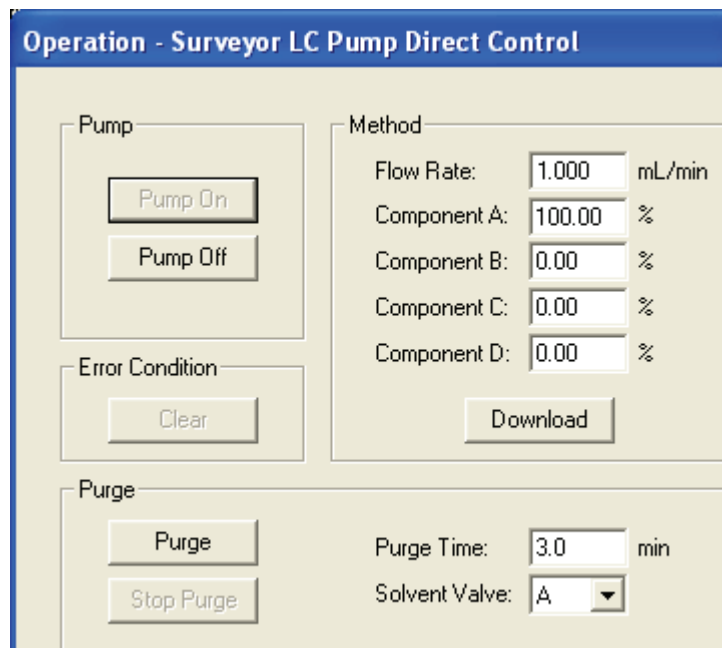 Operation - Surveyor LC Pump Direct Control
Pump
Pump On
Pump Off
Error Condition
Clear
Method
Flow Rate: 1.000 mL/min
Component A: 100.00 %
Component B: 0.00 %
Component C: 0.00 %
Component D: 0.00 %
Download
Purge
Purge
Stop Purge
Purge Time: 3.0 min
Solvent Valve: A